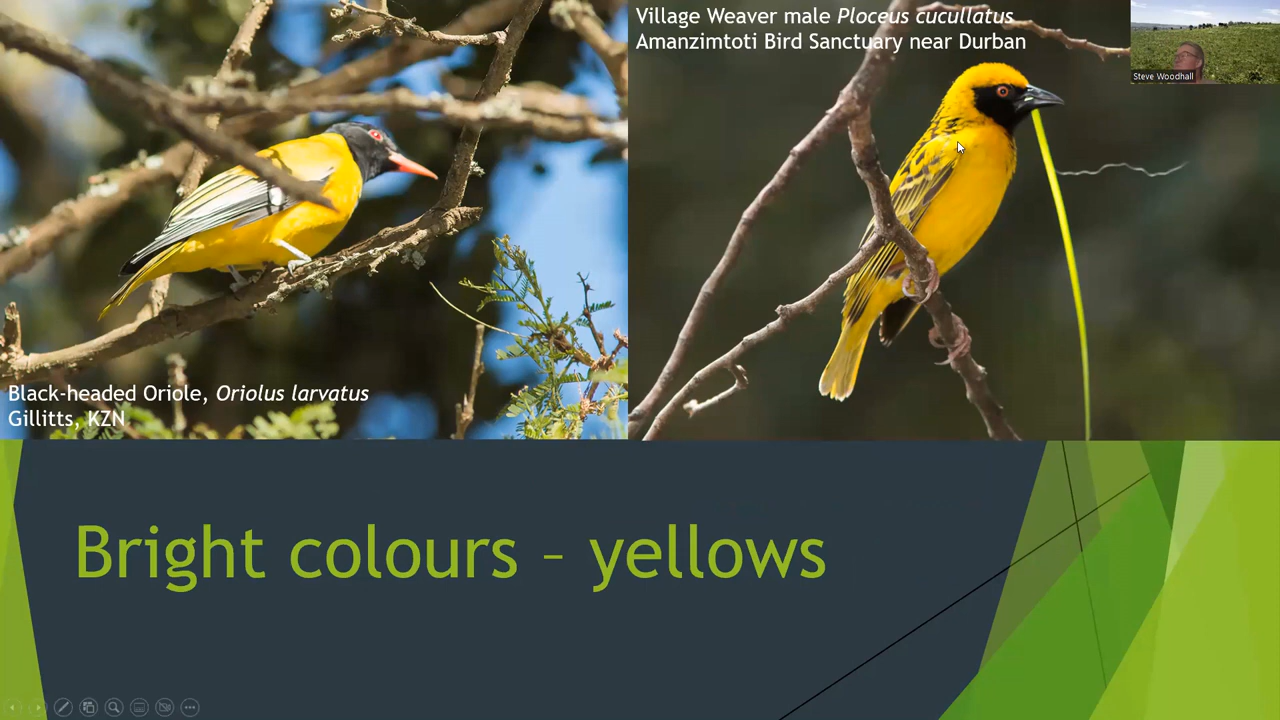 Village Weaver male Ploceus cucullatus
Amanzimtoti Bird Sanctuary near Durban
Steve Woodhall
Black-headed Oriole, Oriolus larvatus
Gillitts, KZN
Bright colours – yellows